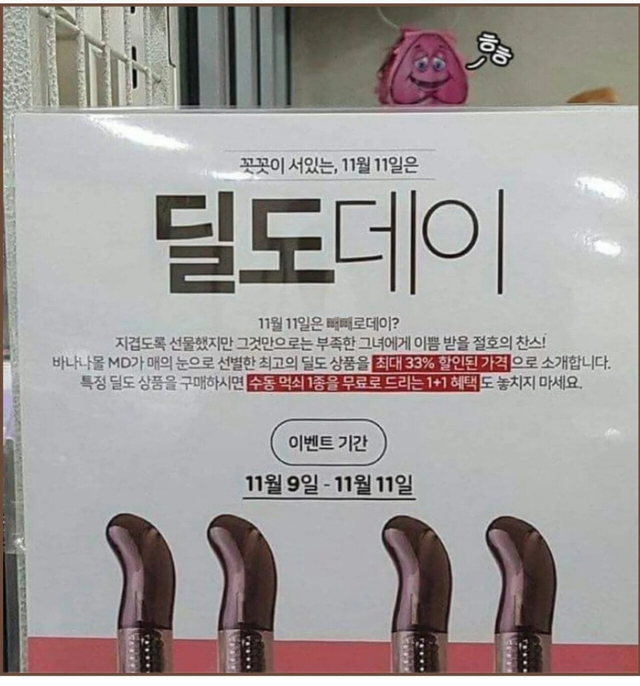 흠흠
꼿꼿이 서있는, 11월 11일은
딜도데이
11월 11일은 빼빼로데이?
지겹도록 선물했지만 그것만으로는 부족한 그녀에게 이쁨 받을 절호의 찬스!
바나나몰 MD가 매의 눈으로 선별한 최고의 딜도 상품을 최대 33% 할인된 가격으로 소개합니다.
특정 딜도 상품을 구매하시면 수동 먹쇠 1종을 무료로 드리는 1+1 혜택도 놓치지 마세요.
이벤트 기간
11월 9일 - 11월 11일